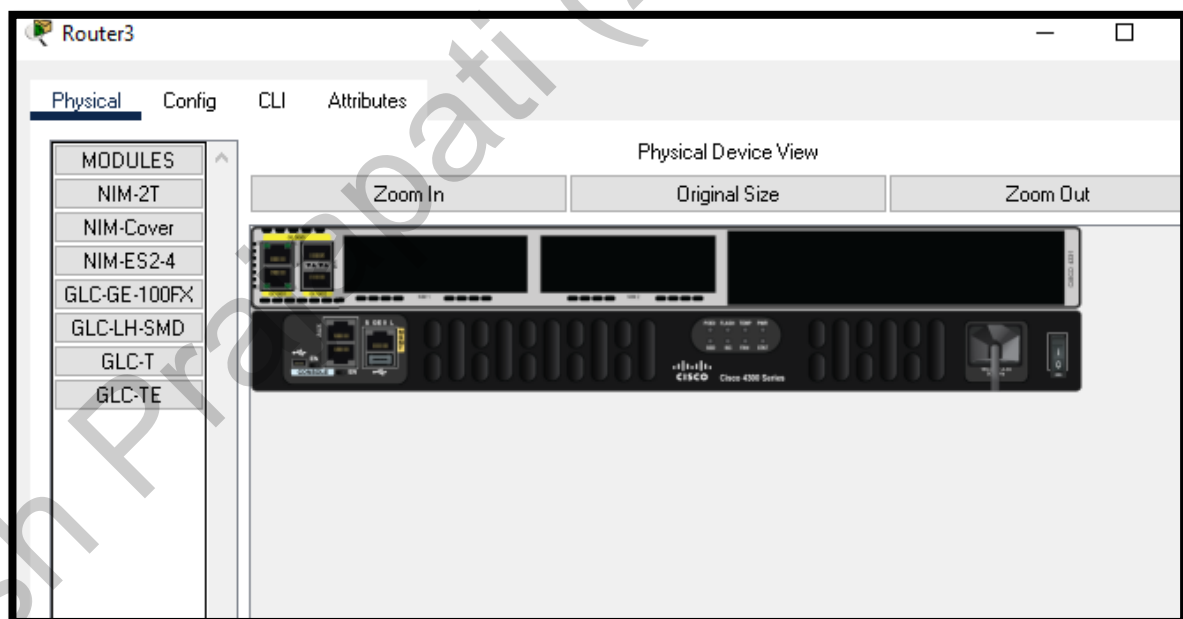 Router3
Physical Config CLI Attributes
MODULES
NIM-2T
NIM-Cover
NIM-ES2-4
GLC-GE-100FX
GLC-LH-SMD
GLC-T
GLC-TE
Physical Device View
Zoom In Original Size Zoom Out
CISCO Cisco 4300 Series